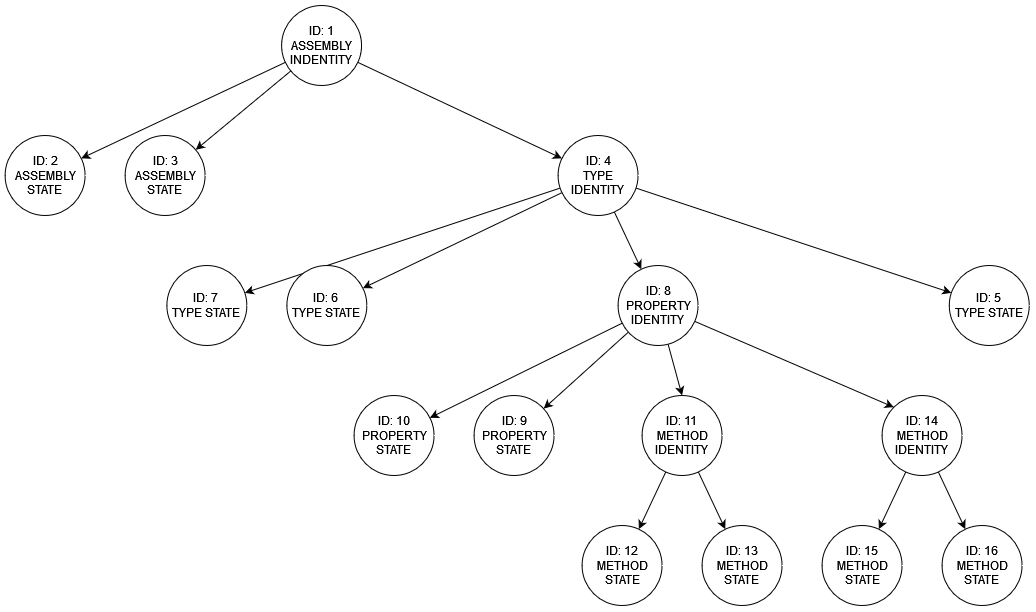 ID: 1
ASSEMBLY
INDENTITY
ID: 2
ASSEMBLY
STATE
ID: 3
ASSEMBLY
STATE
ID: 4
TYPE
IDENTITY
ID: 7
TYPE STATE
ID: 6
TYPE STATE
ID: 8
PROPERTY
IDENTITY
ID: 5
TYPE STATE
ID: 10
PROPERTY
STATE
ID: 9
PROPERTY
STATE
ID: 11
METHOD
IDENTITY
ID: 14
METHOD
IDENTITY
ID: 12
METHOD
STATE
ID: 13
METHOD
STATE
ID: 15
METHOD
STATE
ID: 16
METHOD
STATE